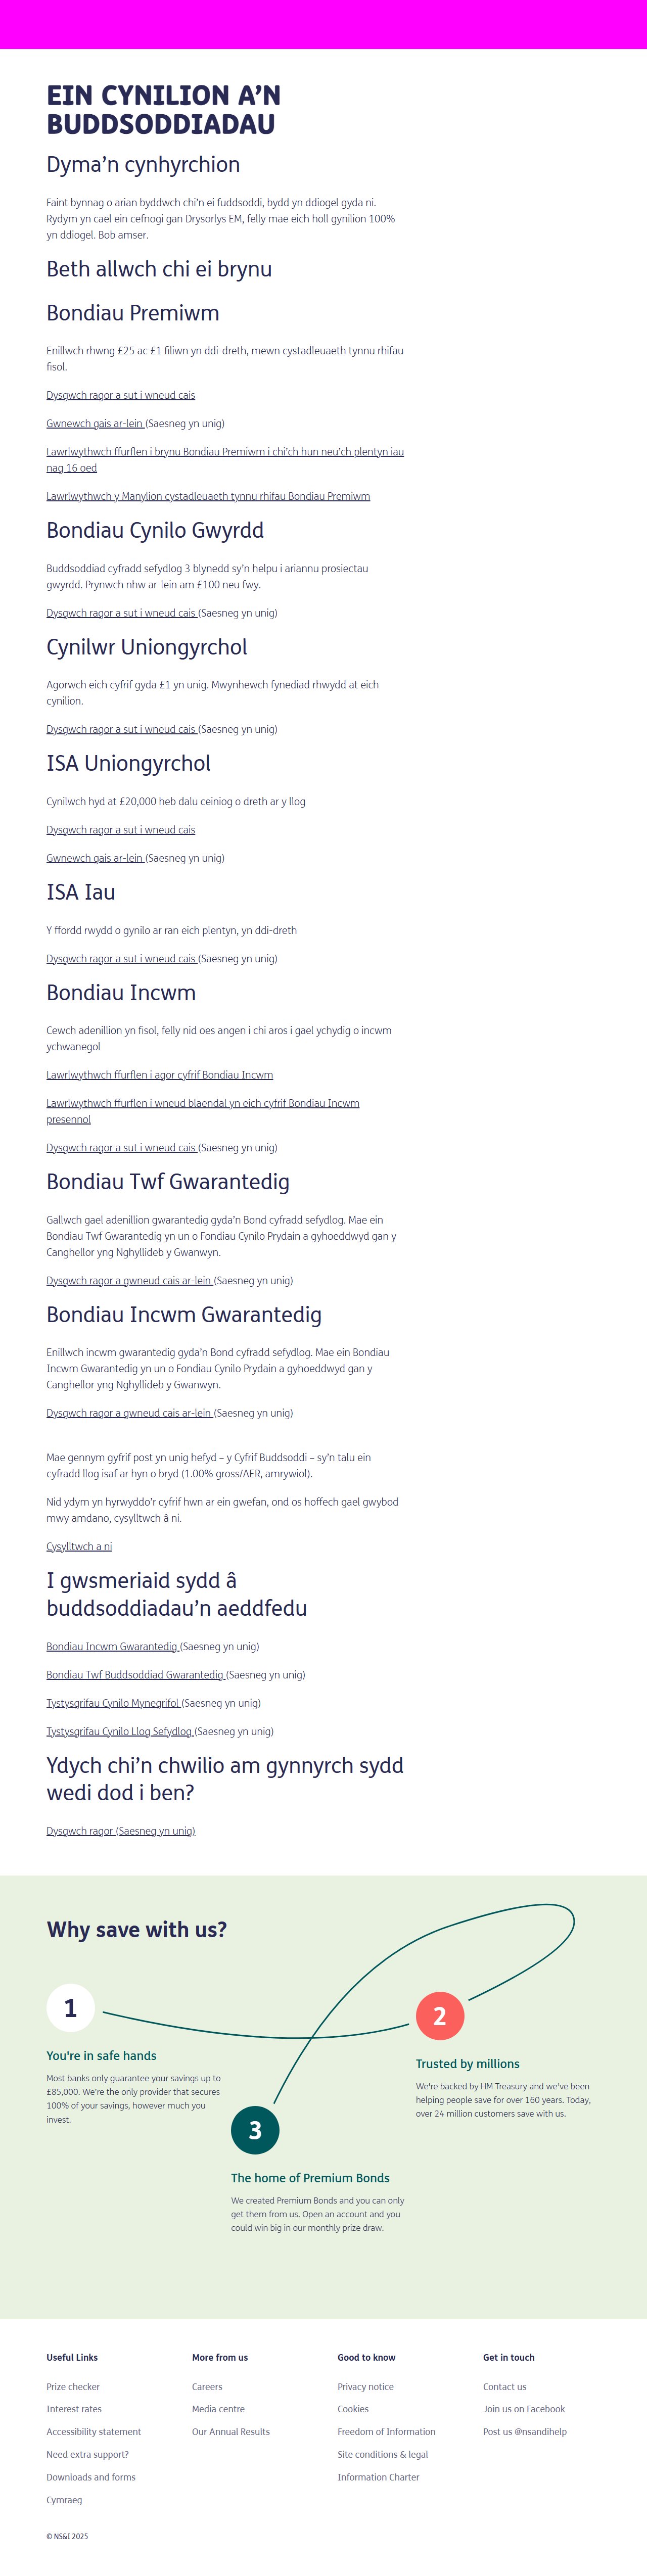 EIN CYNILION A’N
BUDDSODDIADAU
Dyma’n cynhyrchion
Faint bynnag o arian byddwch chi’n ei fuddsoddi, bydd yn ddiogel gyda ni.
Rydym yn cael ein cefnogi gan Drysorlys EM, felly mae eich holl gynilion 100%
yn ddiogel. Bob amser.
Beth allwch chi ei brynu
Bondiau Premiwm
Enillwch rhwng £25 ac £1 filiwn yn ddi-dreth, mewn cystadleuaeth tynnu rhifau
fisol.
Dysgwch ragor a sut i wneud cais
Gwnewch gais ar-lein (Saesneg yn unig)
Lawrlwythwch ffurflen i brynu Bondiau Premiwm i chi’ch hun neu’ch plentyn iau
nag 16 oed
Lawrlwythwch y Manylion cystadleuaeth tynnu rhifau Bondiau Premiwm
Bondiau Cynilo Gwyrdd
Buddsoddiad cyfradd sefydlog 3 blynedd sy’n helpu i ariannu prosiectau
gwyrdd. Prynwch nhw ar-lein am £100 neu fwy.
Dysgwch ragor a sut i wneud cais (Saesneg yn unig)
Cynilwr Uniongyrchol
Agorwch eich cyfrif gyda £1 yn unig. Mwynhewch fynediad rhwydd at eich
cynilion.
Dysgwch ragor a sut i wneud cais (Saesneg yn unig)
ISA Uniongyrchol
Cynilwch hyd at £20,000 heb dalu ceiniog o dreth ar y llog
Dysgwch ragor a sut i wneud cais
Gwnewch gais ar-lein (Saesneg yn unig)
ISA Iau
Y ffordd rwydd o gynilo ar ran eich plentyn, yn ddi-dreth
Dysgwch ragor a sut i wneud cais (Saesneg yn unig)
Bondiau Incwm
Cewch adenillion yn fisol, felly nid oes angen i chi aros i gael ychydig o incwm
ychwanegol
Lawrlwythwch ffurflen i agor cyfrif Bondiau Incwm
Lawrlwythwch ffurflen i wneud blaendal yn eich cyfrif Bondiau Incwm
presennol
Dysgwch ragor a sut i wneud cais (Saesneg yn unig)
Bondiau Twf Gwarantedig
Gallwch gael adenillion gwarantedig gyda’n Bond cyfradd sefydlog. Mae ein
Bondiau Twf Gwarantedig yn un o Fondiau Cynilo Prydain a gyhoeddwyd gan y
Canghellor yng Nghyllideb y Gwanwyn.
Dysgwch ragor a gwneud cais ar-lein (Saesneg yn unig)
Bondiau Incwm Gwarantedig
Enillwch incwm gwarantedig gyda’n Bond cyfradd sefydlog. Mae ein Bondiau
Incwm Gwarantedig yn un o Fondiau Cynilo Prydain a gyhoeddwyd gan y
Canghellor yng Nghyllideb y Gwanwyn.
Dysgwch ragor a gwneud cais ar-lein (Saesneg yn unig)
Mae gennym gyfrif post yn unig hefyd – y Cyfrif Buddsoddi – sy’n talu ein
cyfradd llog isaf ar hyn o bryd (1.00% gross/AER, amrywiol).
Nid ydym yn hyrwyddo’r cyfrif hwn ar ein gwefan, ond os hoffech gael gwybod
mwy amdano, cysylltwch â ni.
Cysylltwch a ni
I gwsmeriaid sydd â
buddsoddiadau’n aeddfedu
Bondiau Incwm Gwarantedig (Saesneg yn unig)
Bondiau Twf Buddsoddiad Gwarantedig (Saesneg yn unig)
Tystysgrifau Cynilo Mynegrifol (Saesneg yn unig)
Tystysgrifau Cynilo Llog Sefydlog (Saesneg yn unig)
Ydych chi’n chwilio am gynnyrch sydd
wedi dod i ben?
Dysgwch ragor (Saesneg yn unig)
Why save with us?
1
You're in safe hands
Most banks only guarantee your savings up to
£85,000. We’re the only provider that secures
100% of your savings, however much you
invest.
2
Trusted by millions
We’re backed by HM Treasury and we’ve been
helping people save for over 160 years. Today,
over 24 million customers save with us.
3
The home of Premium Bonds
We created Premium Bonds and you can only
get them from us. Open an account and you
could win big in our monthly prize draw.
Useful Links
Prize checker
Interest rates
Accessibility statement
Need extra support?
Downloads and forms
Cymraeg
More from us
Careers
Media centre
Our Annual Results
Good to know
Privacy notice
Cookies
Freedom of Information
Site conditions & legal
Information Charter
Get in touch
Contact us
Join us on Facebook
Post us @nsandihelp
© NS&I 2025